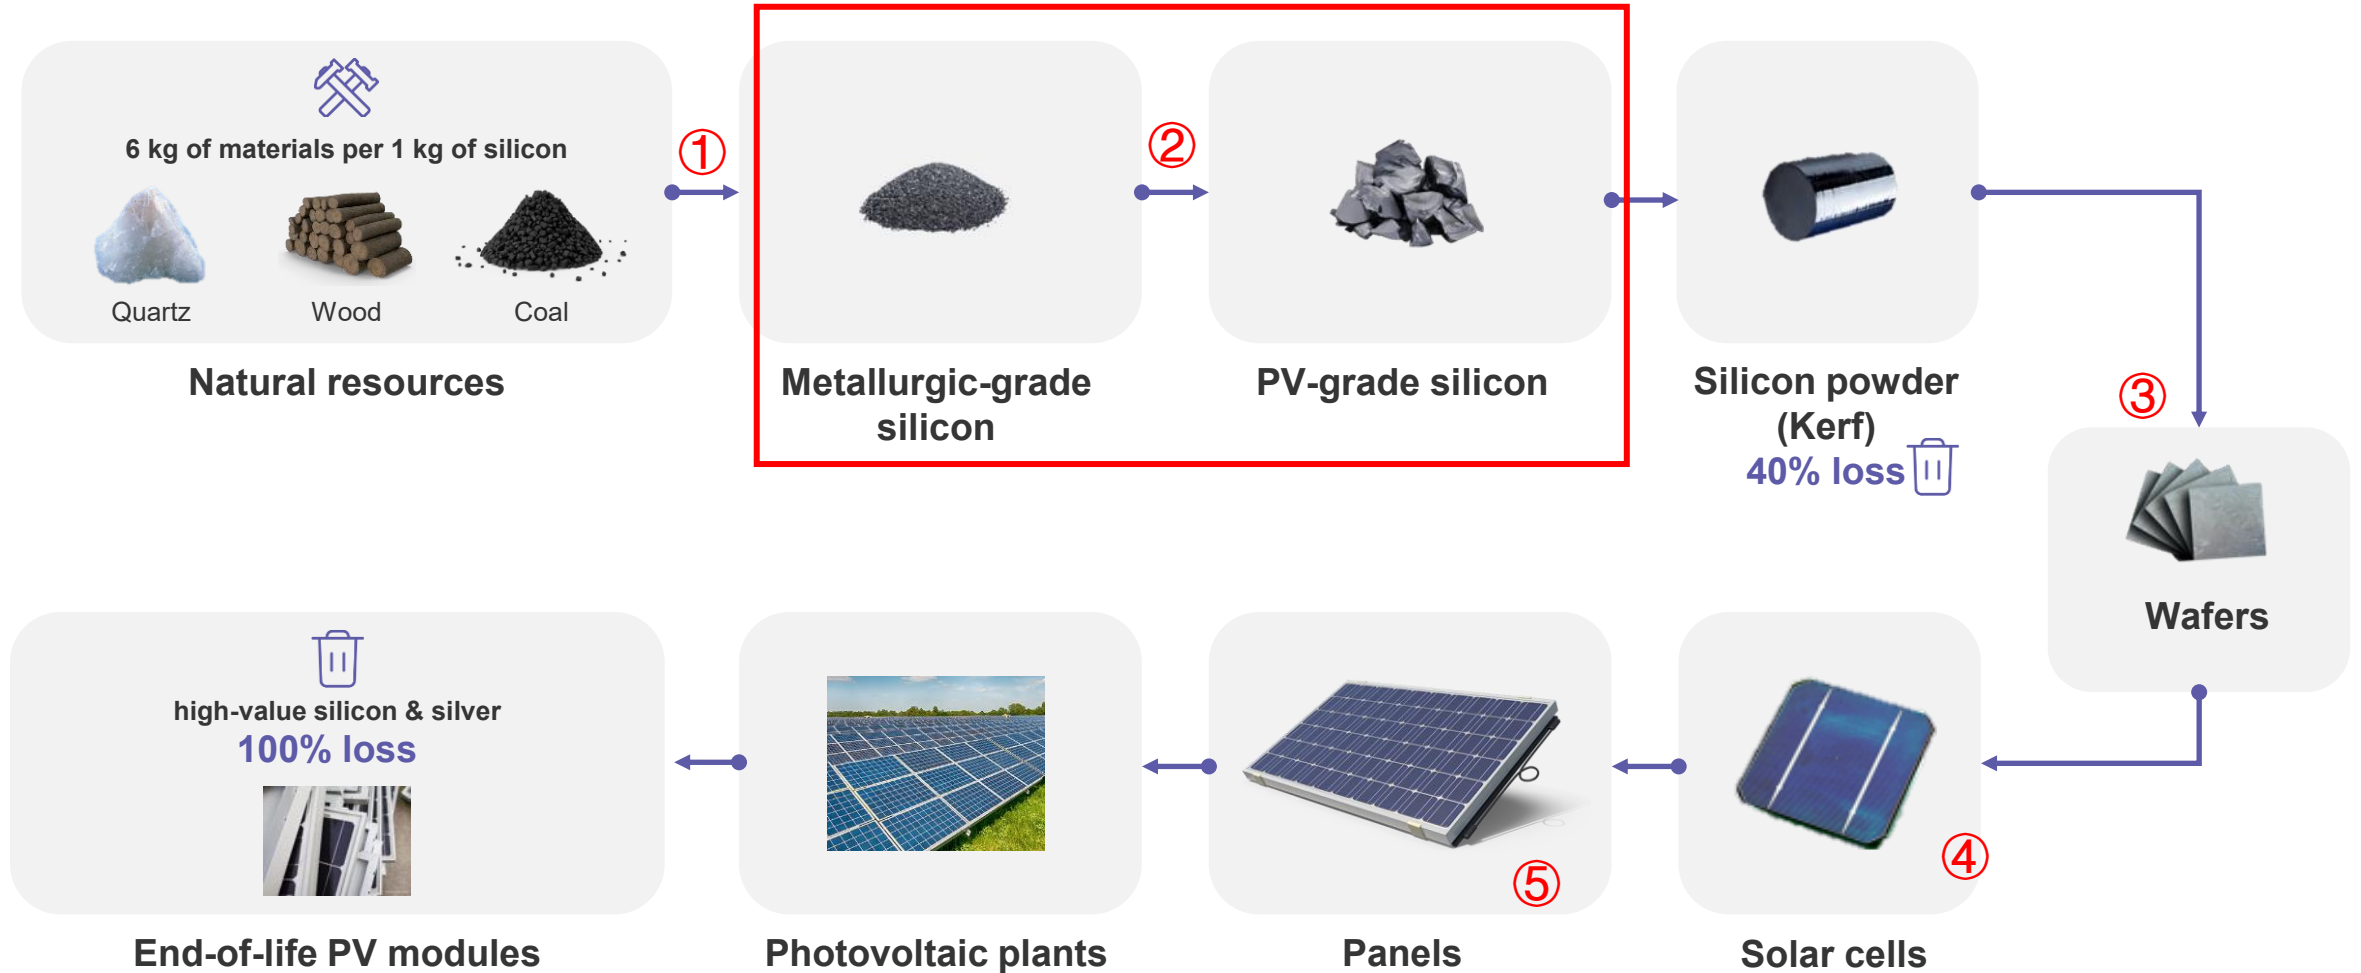 6 kg of materials per 1 kg of silicon
Quartz
Wood
Coal
Natural resources
①
Metallurgic-grade
silicon
②
PV-grade silicon
Silicon powder
(Kerf)
40% loss
③
Wafers
④
Solar cells
⑤
Panels
Photovoltaic plants
high-value silicon & silver
100% loss
End-of-life PV modules